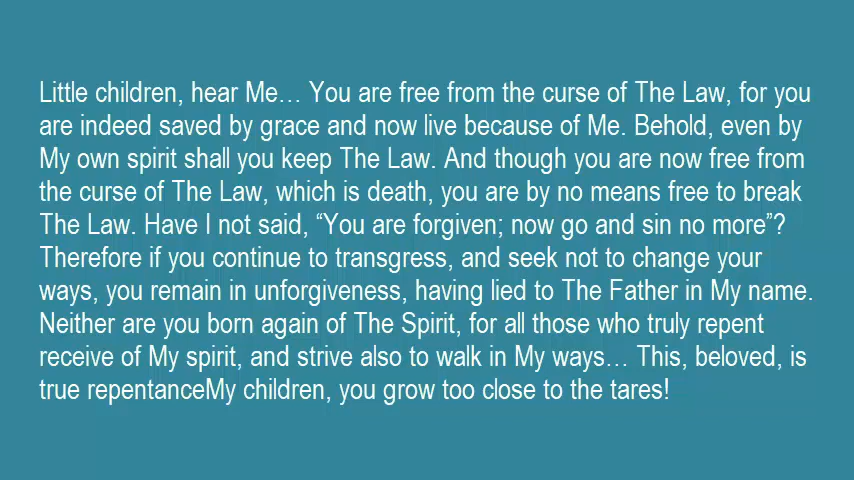 Little children, hear Me… You are free from the curse of The Law, for you
are indeed saved by grace and now live because of Me. Behold, even by
My own spirit shall you keep The Law. And though you are now free from
the curse of The Law, which is death, you are by no means free to break
The Law. Have I not said, “You are forgiven; now go and sin no more”?
Therefore if you continue to transgress, and seek not to change your
ways, you remain in unforgiveness, having lied to The Father in My name.
Neither are you born again of The Spirit, for all those who truly repent
receive of My spirit, and strive also to walk in My ways… This, beloved, is
true repentanceMy children, you grow too close to the tares!